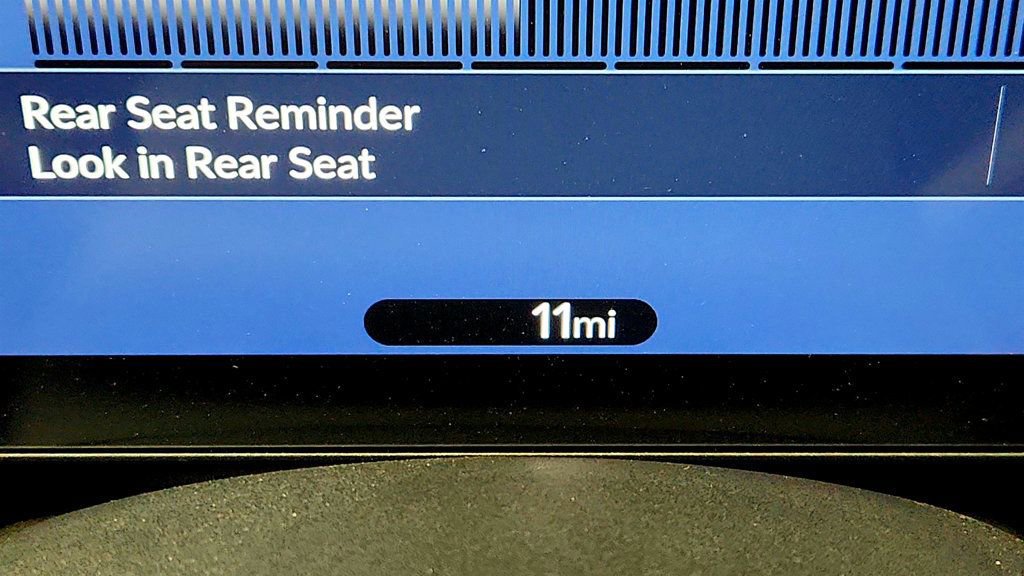 Rear Seat Reminder
Look in Rear Seat
11mi